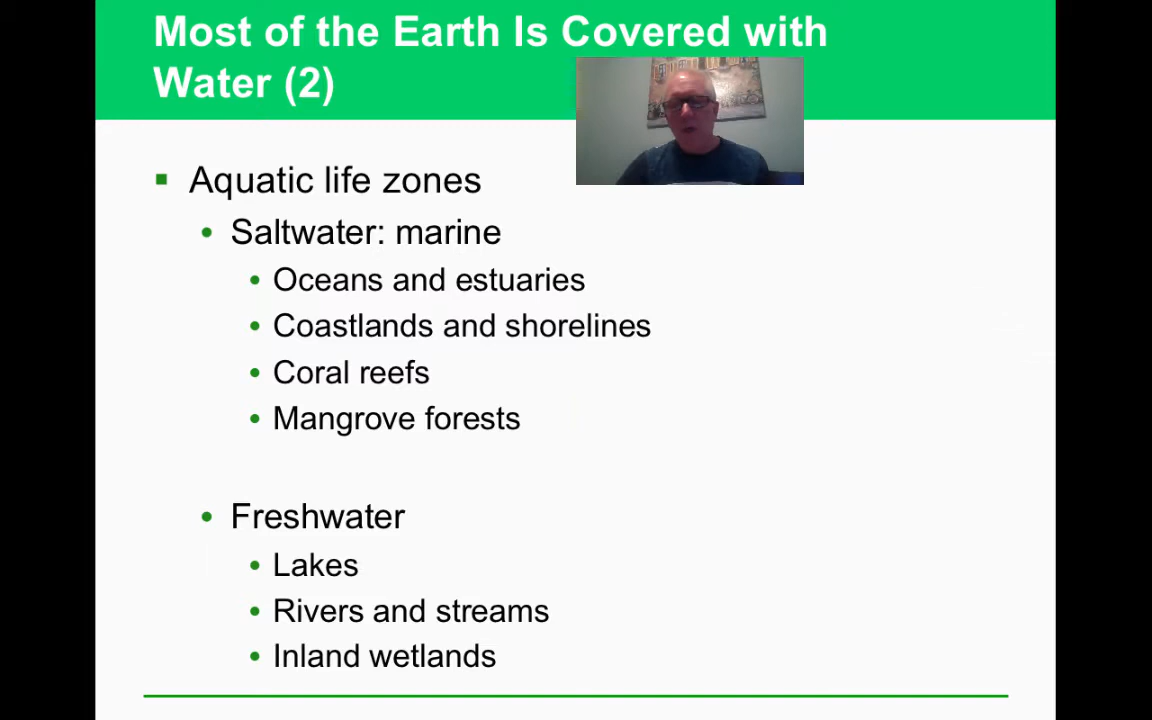 Most of the Earth Is Covered with
Water (2)
Aquatic life zones
Saltwater: marine
Oceans and estuaries
Coastlands and shorelines
Coral reefs
Mangrove forests
Freshwater
Lakes
Rivers and streams
Inland wetlands